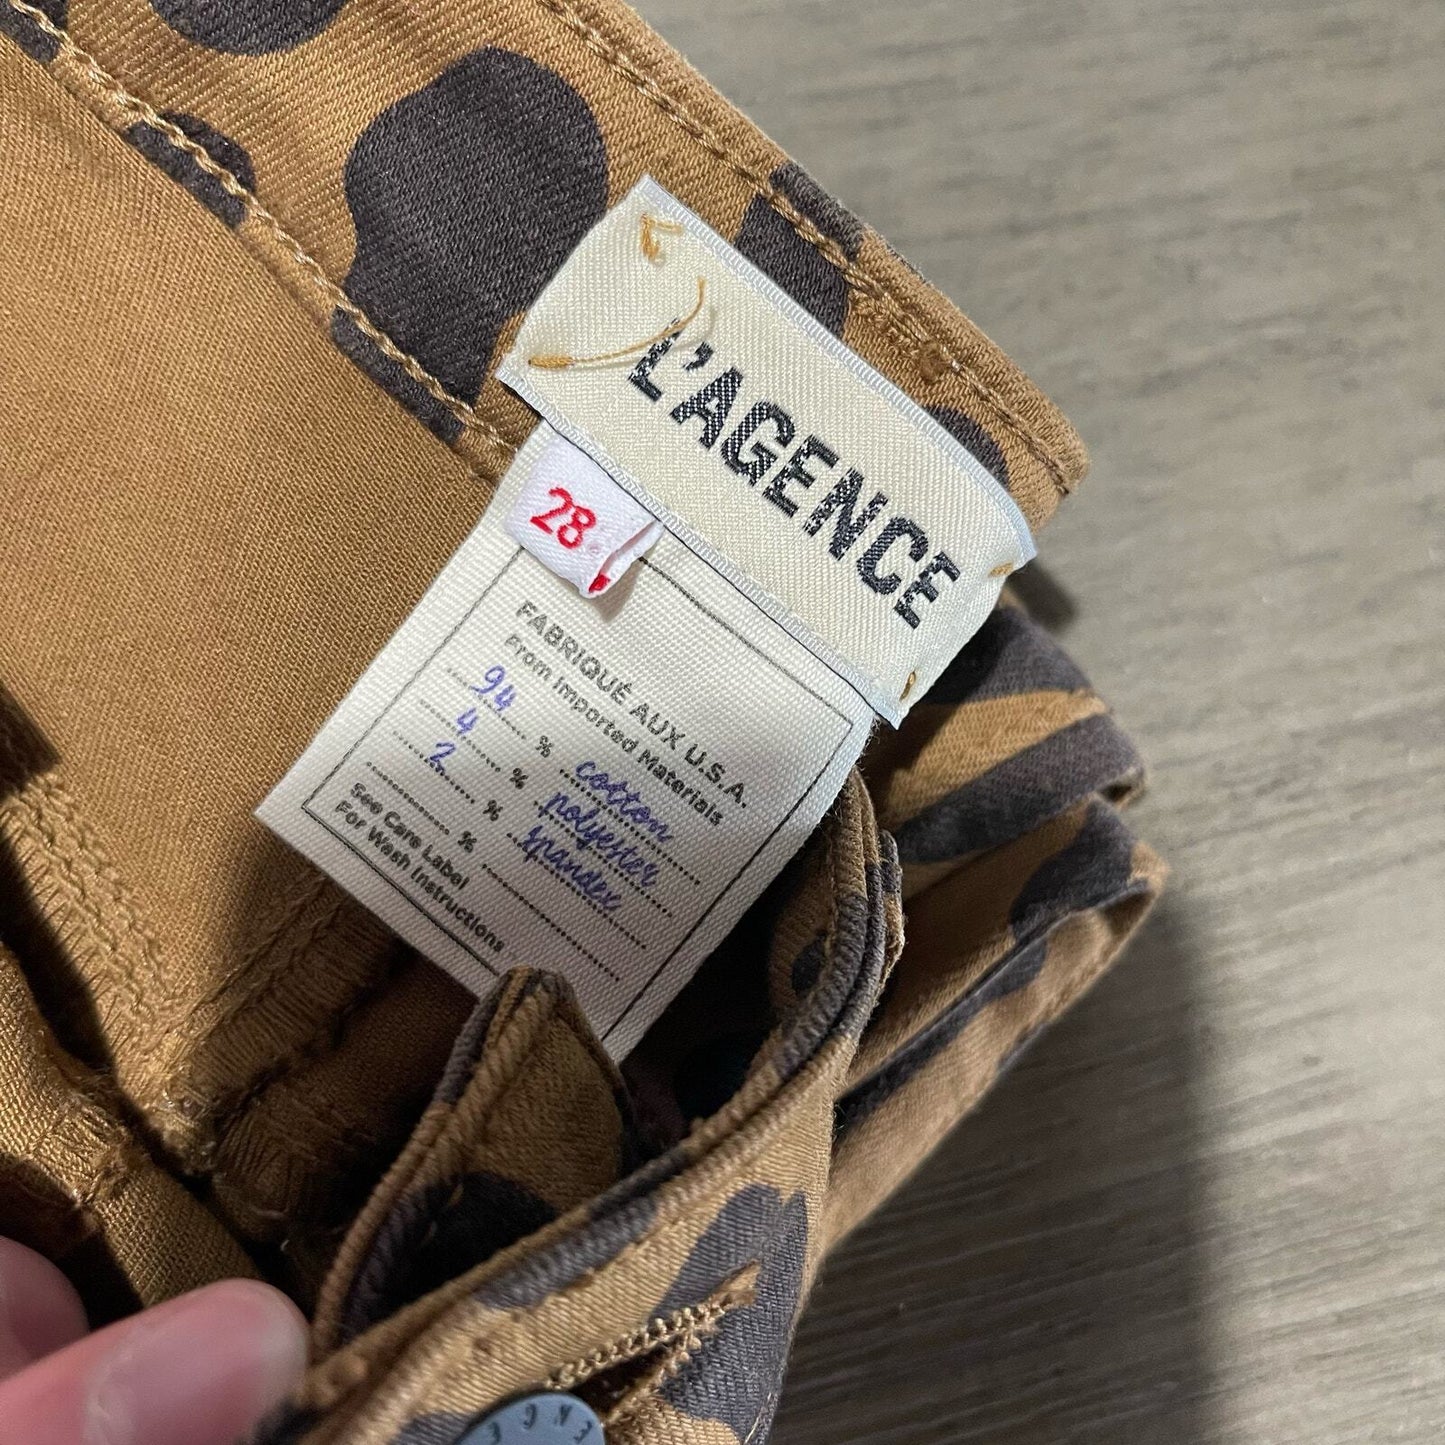 L'AGENCE
28
FABRIQUÉ AUX U.S.A.
From Imported Materials
94 % cotton
4 % polyester
2 % spandex
%
See Care Label
For Wash Instructions
ENCE